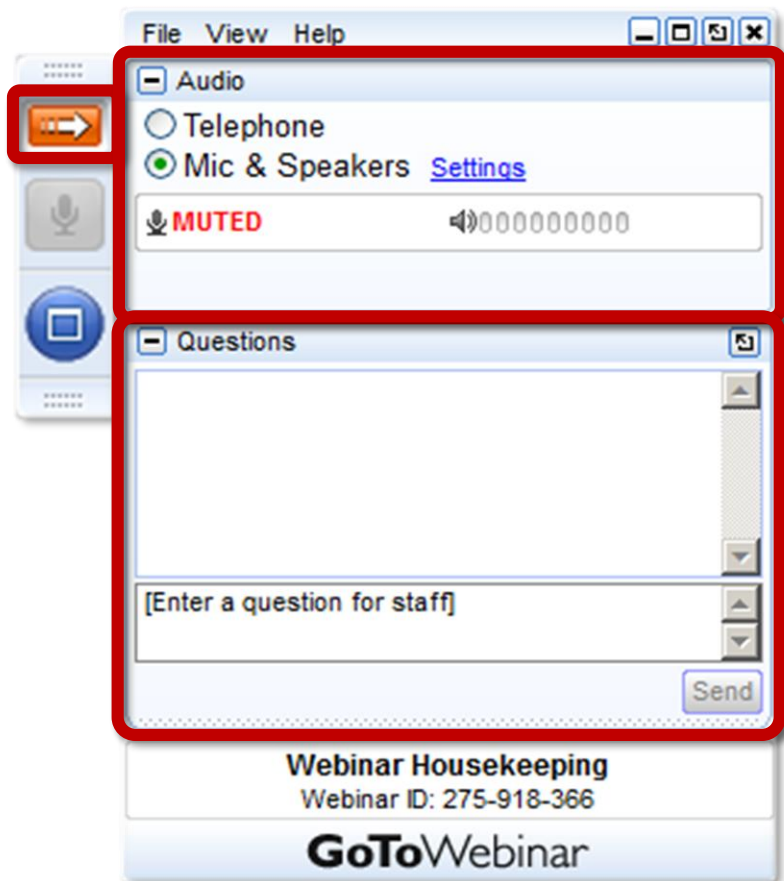 File View Help
Audio
Telephone
Mic & Speakers Settings
MUTED 000000000
Questions
[Enter a question for staff]
Send
Webinar Housekeeping
Webinar ID: 275-918-366
GoToWebinar